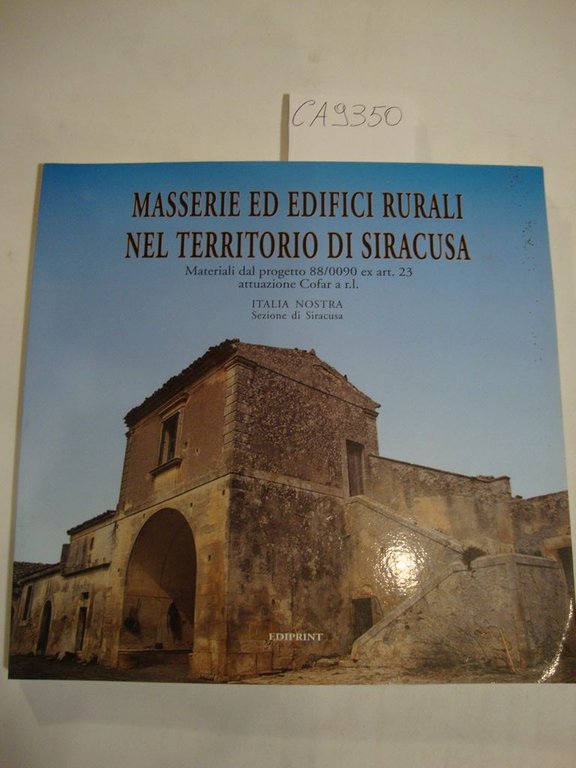 CA9350
MASSERIE ED EDIFICI RURALI
NEL TERRITORIO DI SIRACUSA
Materiali dal progetto 88/0090 ex art. 23
attuazione Cofar a r.l.
ITALIA NOSTRA
Sezione di Siracusa
EDIPRINT